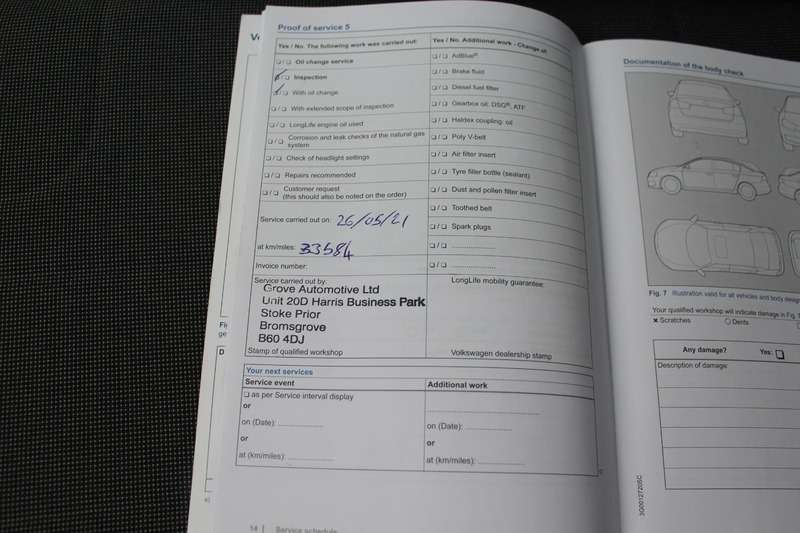 Proof of service 5
Yes / No. The following work was carried out:
❑ / ❑ Oil change service
❑ / ❑ Inspection
❑ / ❑ With oil change
❑ / ❑ With extended scope of inspection
❑ / ❑ LongLife engine oil used
❑ / ❑ Corrosion and leak checks of the natural gas
system
❑ / ❑ Check of headlight settings
❑ / ❑ Repairs recommended
❑ / ❑ Customer request
(this should also be noted on the order)
Service carried out on: 26/05/21
at km/miles: 33584
Invoice number:
Service carried out by:
Grove Automotive Ltd
Unit 20D Harris Business Park
Stoke Prior
Bromsgrove
B60 4DJ
Stamp of qualified workshop
Yes / No. Additional work - Change of:
❑ / ❑ AdBlue®
❑ / ❑ Brake fluid
❑ / ❑ Diesel fuel filter
❑ / ❑ Gearbox oil: DSG®, ATF
❑ / ❑ Haldex coupling: oil
❑ / ❑ Poly V-belt
❑ / ❑ Air filter insert
❑ / ❑ Tyre filler bottle (sealant)
❑ / ❑ Dust and pollen filter insert
❑ / ❑ Toothed belt
❑ / ❑ Spark plugs
❑ / ❑ ..................
❑ / ❑ ..................
LongLife mobility guarantee:
Volkswagen dealership stamp
Your next services
Service event
❑ as per Service interval display
or
on (Date): ..................
or
at (km/miles): ..................
Additional work
..................
on (Date): ..................
or
at (km/miles): ..................
14 | Service schedule
Documentation of the body check
Fig. 7 Illustration valid for all vehicles and body
Your qualified workshop will indicate damage in Fig.
× Scratches ○ Dents
Any damage? Yes: ❑
Description of damage:
3G0012720SC